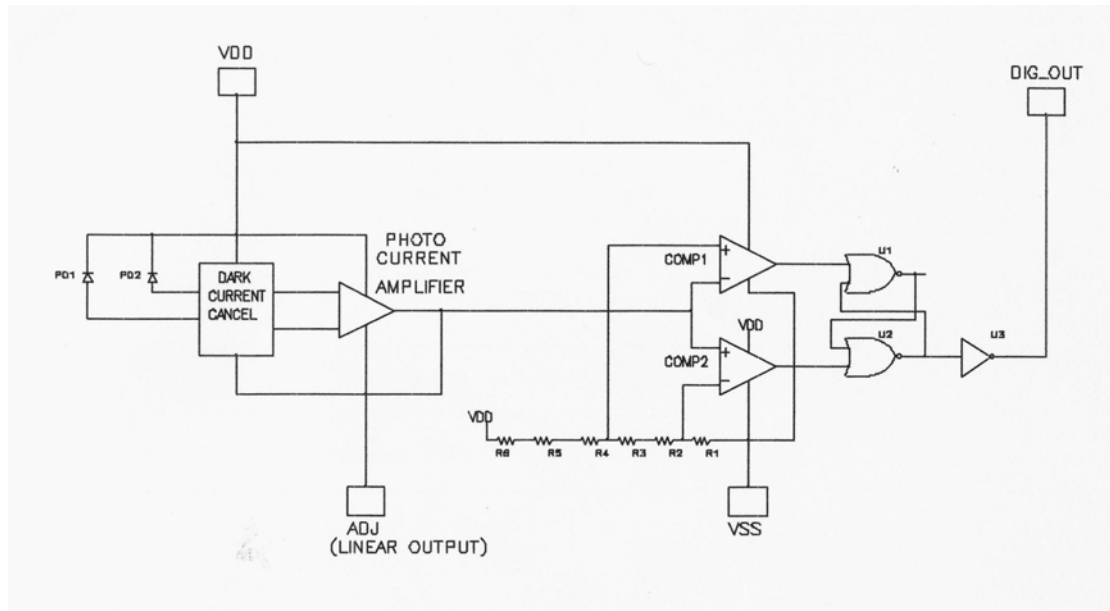 VDD
DIG_OUT
PHOTO
CURRENT
AMPLIFIER
PD1
PD2
DARK
CURRENT
CANCEL
COMP1
U1
VDD
COMP2
U2
U3
VDD
R6
R5
R4
R3
R2
R1
ADJ
(LINEAR OUTPUT)
VSS